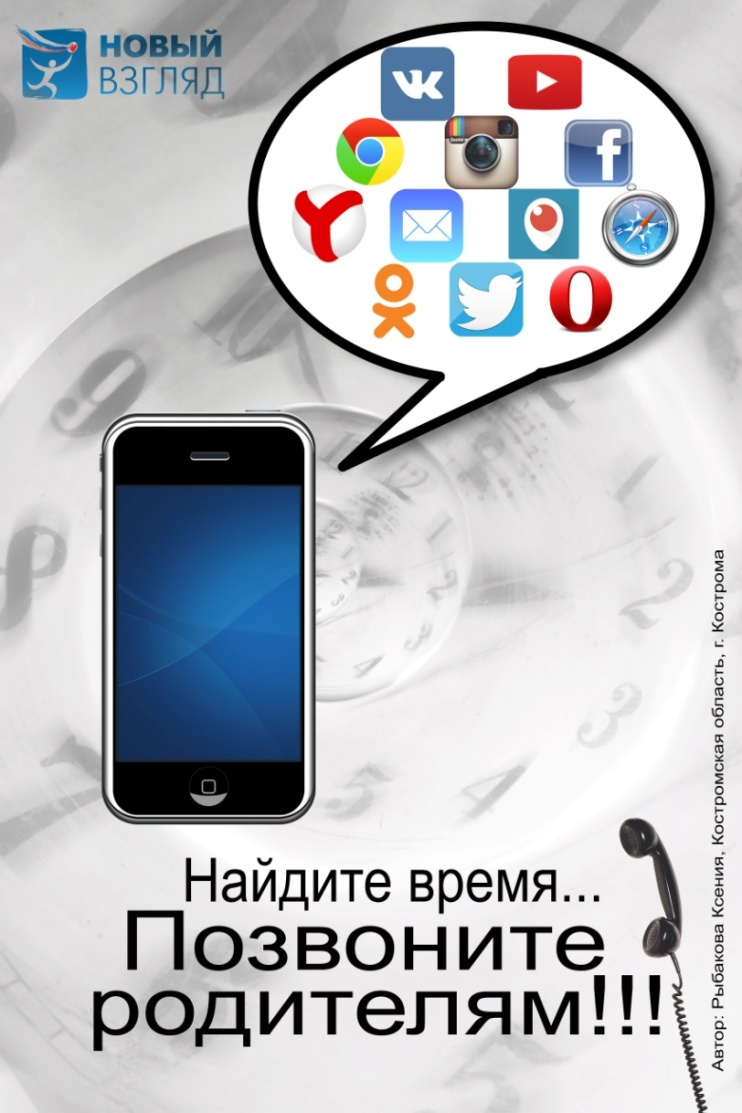 НОВЫЙ
ВЗГЛЯД
Найдите время...
Позвоните
родителям!!!
Автор: Рыбакова Ксения, Костромская область, г. Кострома